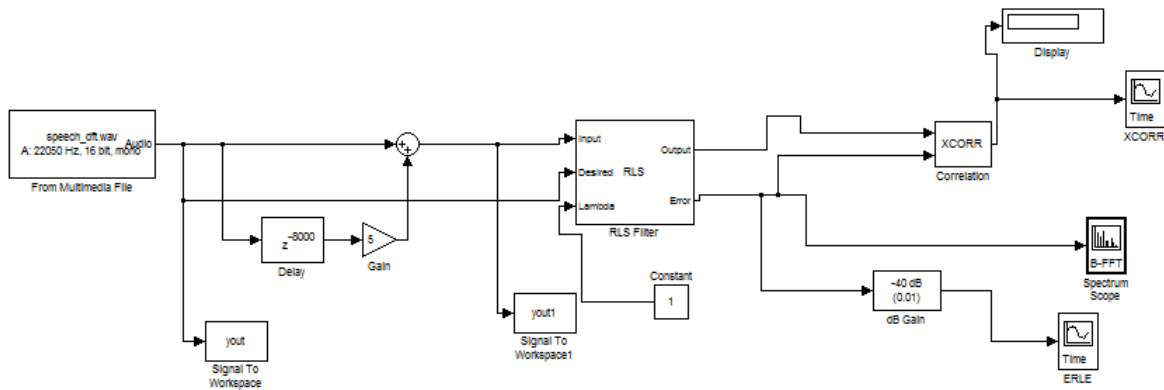 Display
speech_dft.wav
A: 22050 Hz, 16 bit, mono
Audio
From Multimedia File
+
+
Input
Desired
Lambda
RLS
Output
Error
RLS Filter
XCORR
Correlation
Time
XCORR
z-8000
Delay
5
Gain
Constant
1
yout1
Signal To
Workspace1
yout
Signal To
Workspace
B-FFT
Spectrum
Scope
-40 dB
(0.01)
dB Gain
Time
ERLE